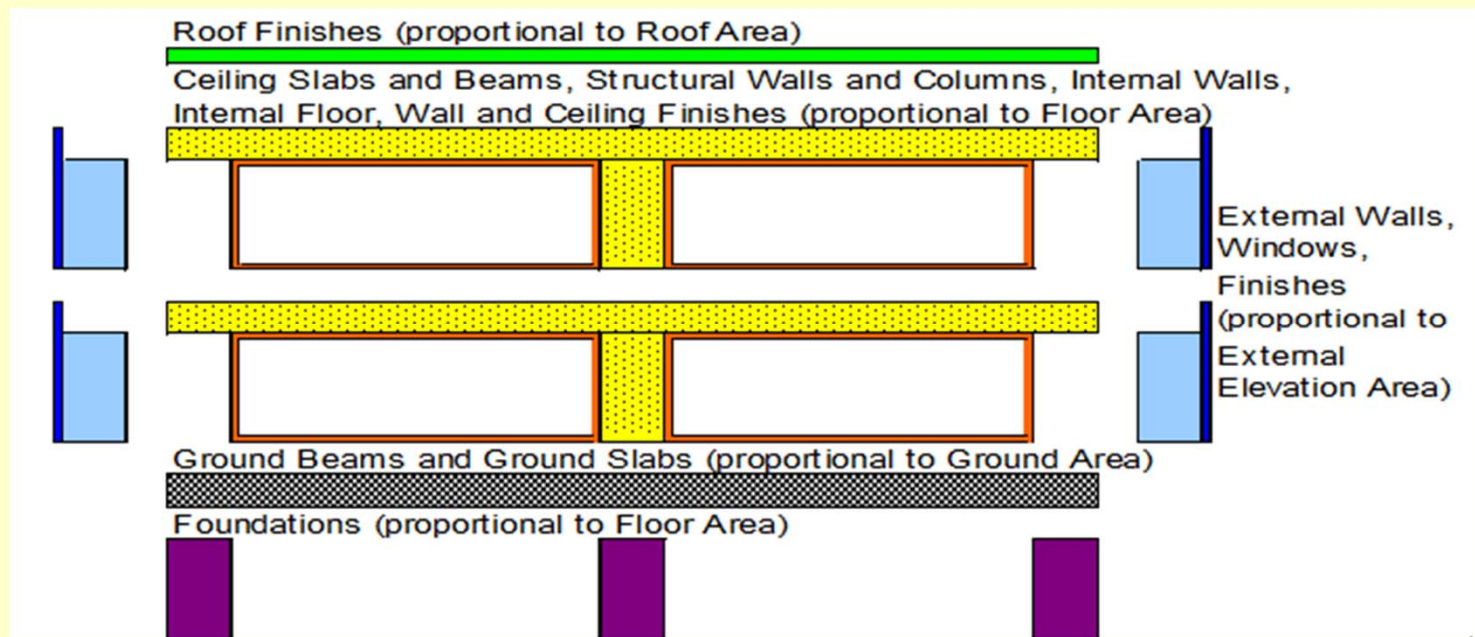 Roof Finishes (proportional to Roof Area)
Ceiling Slabs and Beams, Structural Walls and Columns, Internal Walls,
Internal Floor, Wall and Ceiling Finishes (proportional to Floor Area)
External Walls,
Windows,
Finishes
(proportional to
External
Elevation Area)
Ground Beams and Ground Slabs (proportional to Ground Area)
Foundations (proportional to Floor Area)